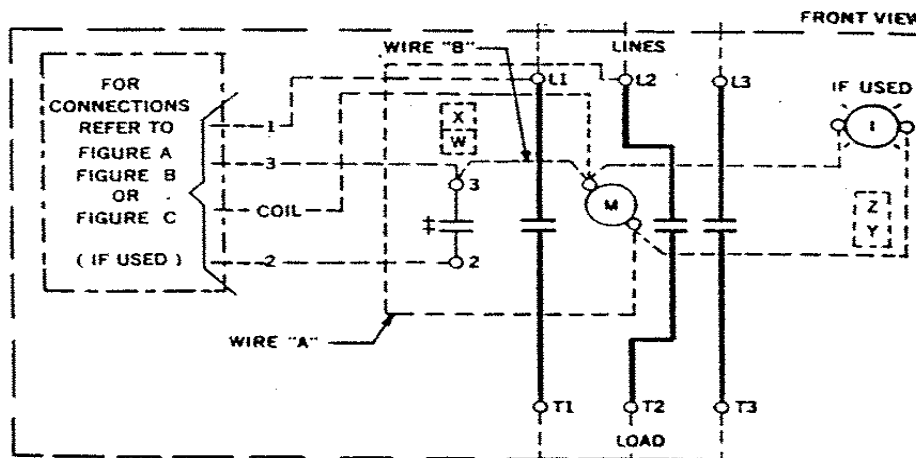 FRONT VIEW
WIRE "B"
LINES
L1
L2
L3
IF USED
FOR
CONNECTIONS
REFER TO
FIGURE A
FIGURE B
OR
FIGURE C
( IF USED )
1
3
COIL
2
X
W
3
2
M
I
Z
Y
WIRE "A"
T1
T2
T3
LOAD